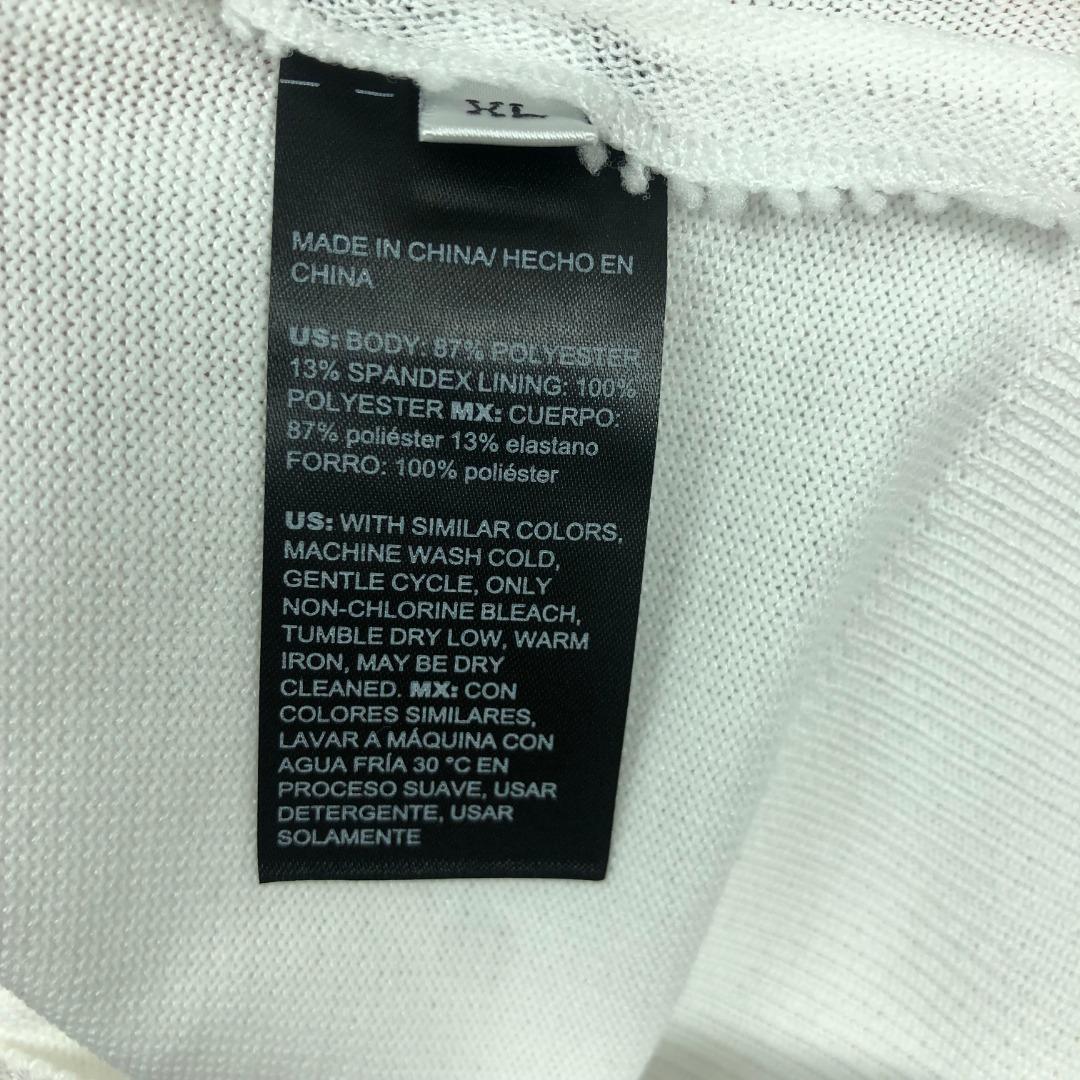 XL
MADE IN CHINA/ HECHO EN
CHINA
US: BODY: 87% POLYESTER
13% SPANDEX LINING: 100%
POLYESTER MX: CUERPO:
87% poliéster 13% elastano
FORRO: 100% poliéster
US: WITH SIMILAR COLORS,
MACHINE WASH COLD,
GENTLE CYCLE, ONLY
NON-CHLORINE BLEACH,
TUMBLE DRY LOW, WARM
IRON, MAY BE DRY
CLEANED. MX: CON
COLORES SIMILARES,
LAVAR A MÁQUINA CON
AGUA FRÍA 30 °C EN
PROCESO SUAVE, USAR
DETERGENTE, USAR
SOLAMENTE